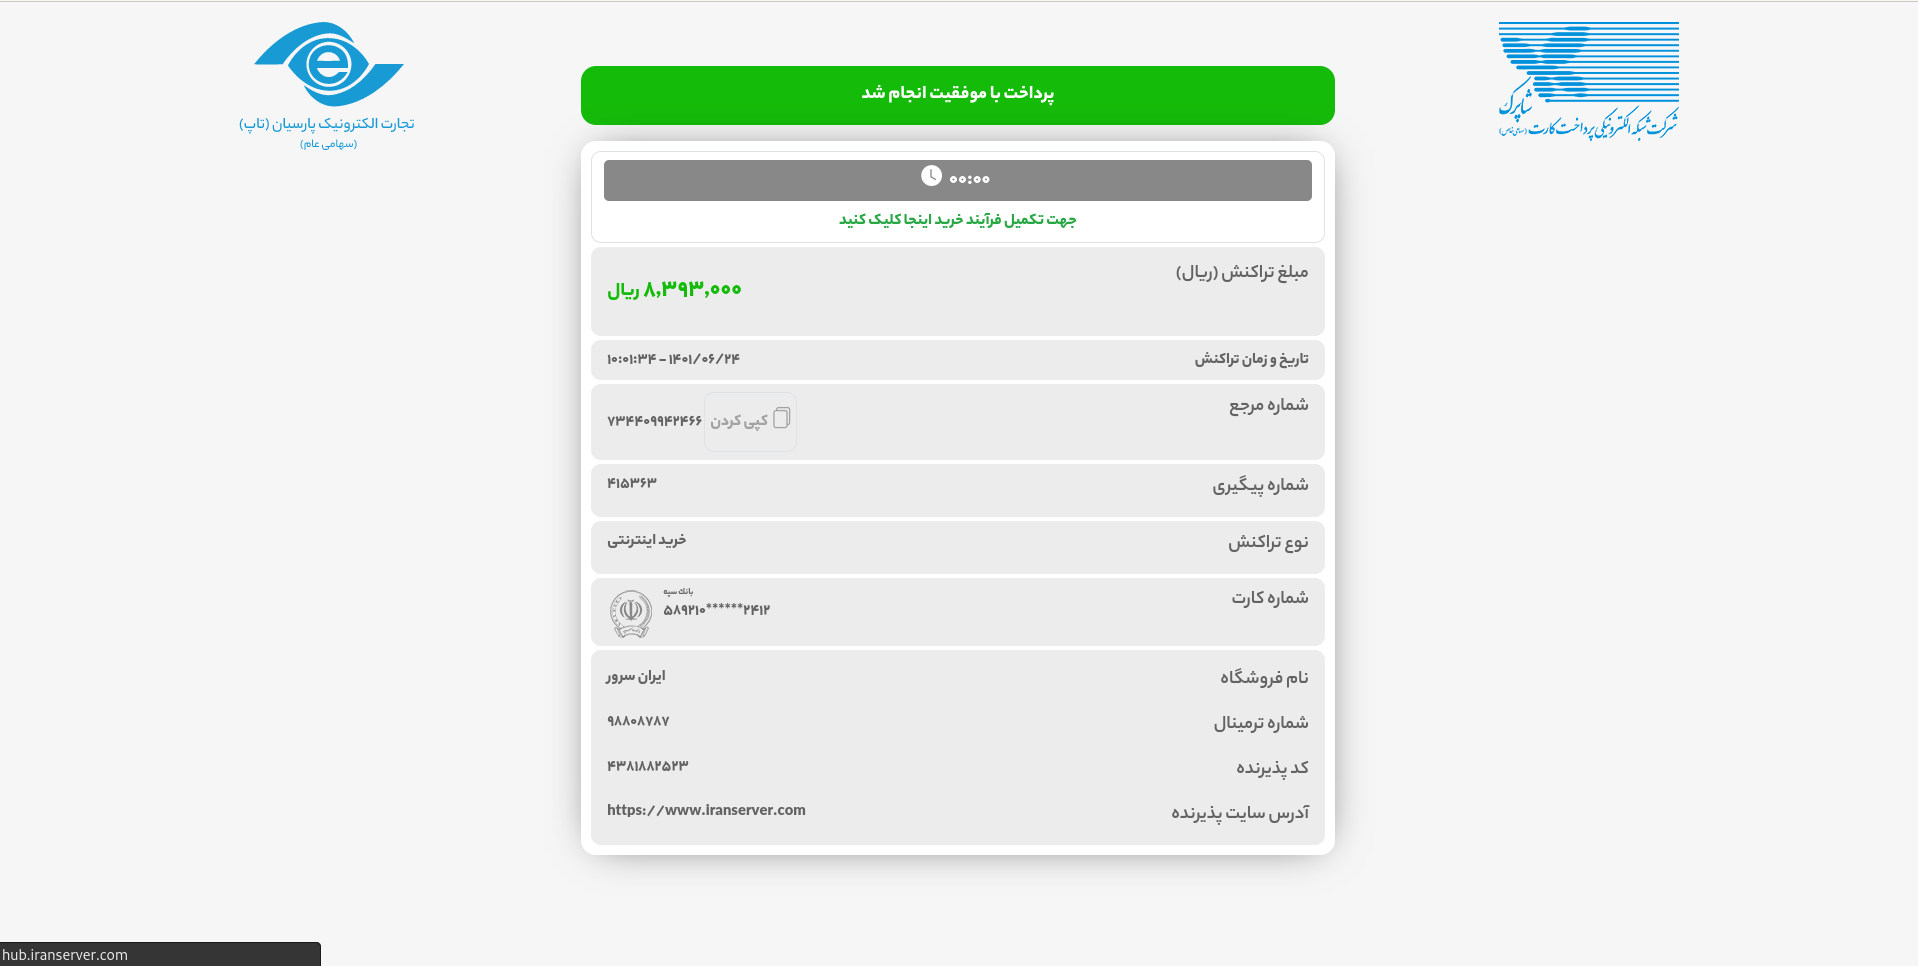 شاپرک
شرکت شبکه الکترونیکی پرداخت کارت (سهامی خاص)
تجارت الکترونیک پارسیان (تاپ)
(سهامی عام)
پرداخت با موفقیت انجام شد
۰۰:۰۰
جهت تکمیل فرآیند خرید اینجا کلیک کنید
مبلغ تراکنش (ریال)
۸,۳۹۳,۰۰۰ ریال
تاریخ و زمان تراکنش
۱۴۰۱/۰۶/۲۴ - ۱۰:۰۱:۳۴
شماره مرجع
کپی کردن
۷۳۴۴۰۹۹۴۲۴۶۶
شماره پیگیری
۴۱۵۳۶۳
نوع تراکنش
خرید اینترنتی
شماره کارت
بانک سپه
۵۸۹۲۱۰******۲۴۱۲
نام فروشگاه
ایران سرور
شماره ترمینال
۹۸۸۰۸۷۸۷
کد پذیرنده
۴۳۸۱۸۸۲۵۲۳
آدرس سایت پذیرنده
https://www.iranserver.com
hub.iranserver.com